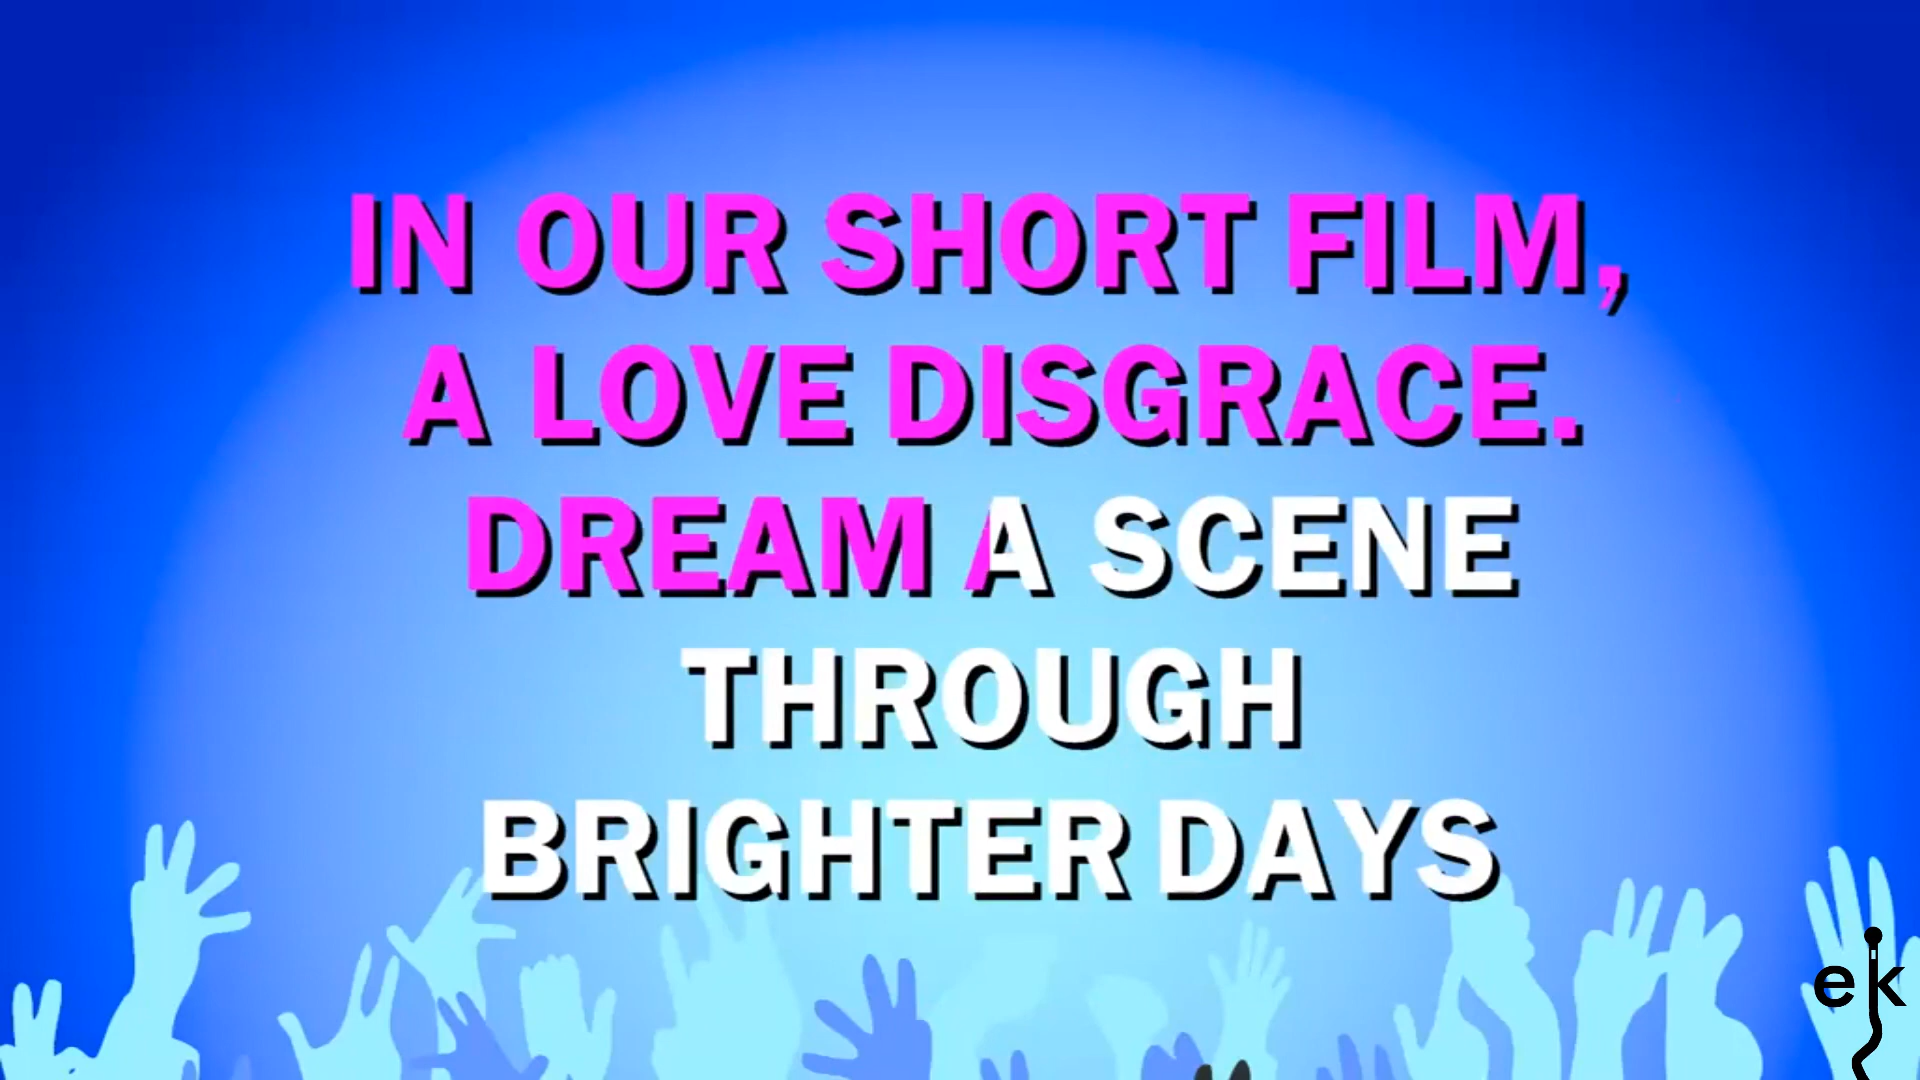 IN OUR SHORT FILM,
A LOVE DISGRACE.
DREAM A SCENE
THROUGH
BRIGHTER DAYS
ek